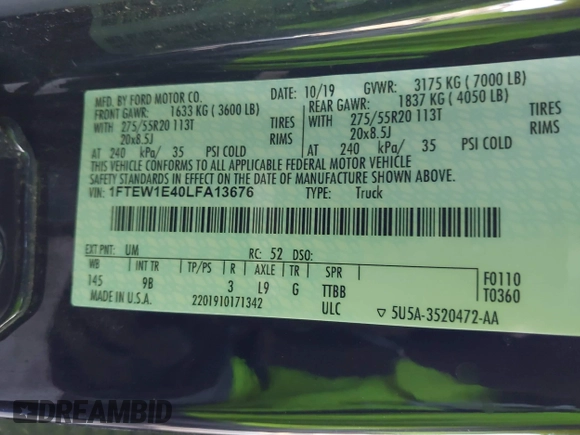 MFD. BY FORD MOTOR CO.
DATE: 10/19 GVWR: 3175 KG ( 7000 LB)
FRONT GAWR: 1633 KG ( 3600 LB) REAR GAWR: 1837 KG ( 4050 LB)
WITH 275/55R20 113T TIRES WITH 275/55R20 113T TIRES
20x8.5J RIMS 20x8.5J RIMS
AT 240 kPa/ 35 PSI COLD AT 240 kPa/ 35 PSI COLD
THIS VEHICLE CONFORMS TO ALL APPLICABLE FEDERAL MOTOR VEHICLE
SAFETY STANDARDS IN EFFECT ON THE DATE OF MANUFACTURE SHOWN ABOVE.
VIN: 1FTEW1E40LFA13676 TYPE: Truck
EXT PNT: UM RC: 52 DSO:
WB INT TR TP/PS R AXLE TR SPR
145 9B 3 L9 G TTBB
F0110
T0360
MADE IN U.S.A. 2201910171342 ULC
▽ 5U5A-3520472-AA
DREAMBID